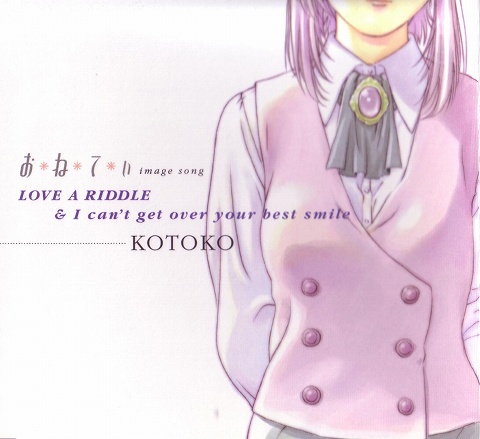 お*ね*て*ぃ image song
LOVE A RIDDLE
& I can't get over your best smile
KOTOKO